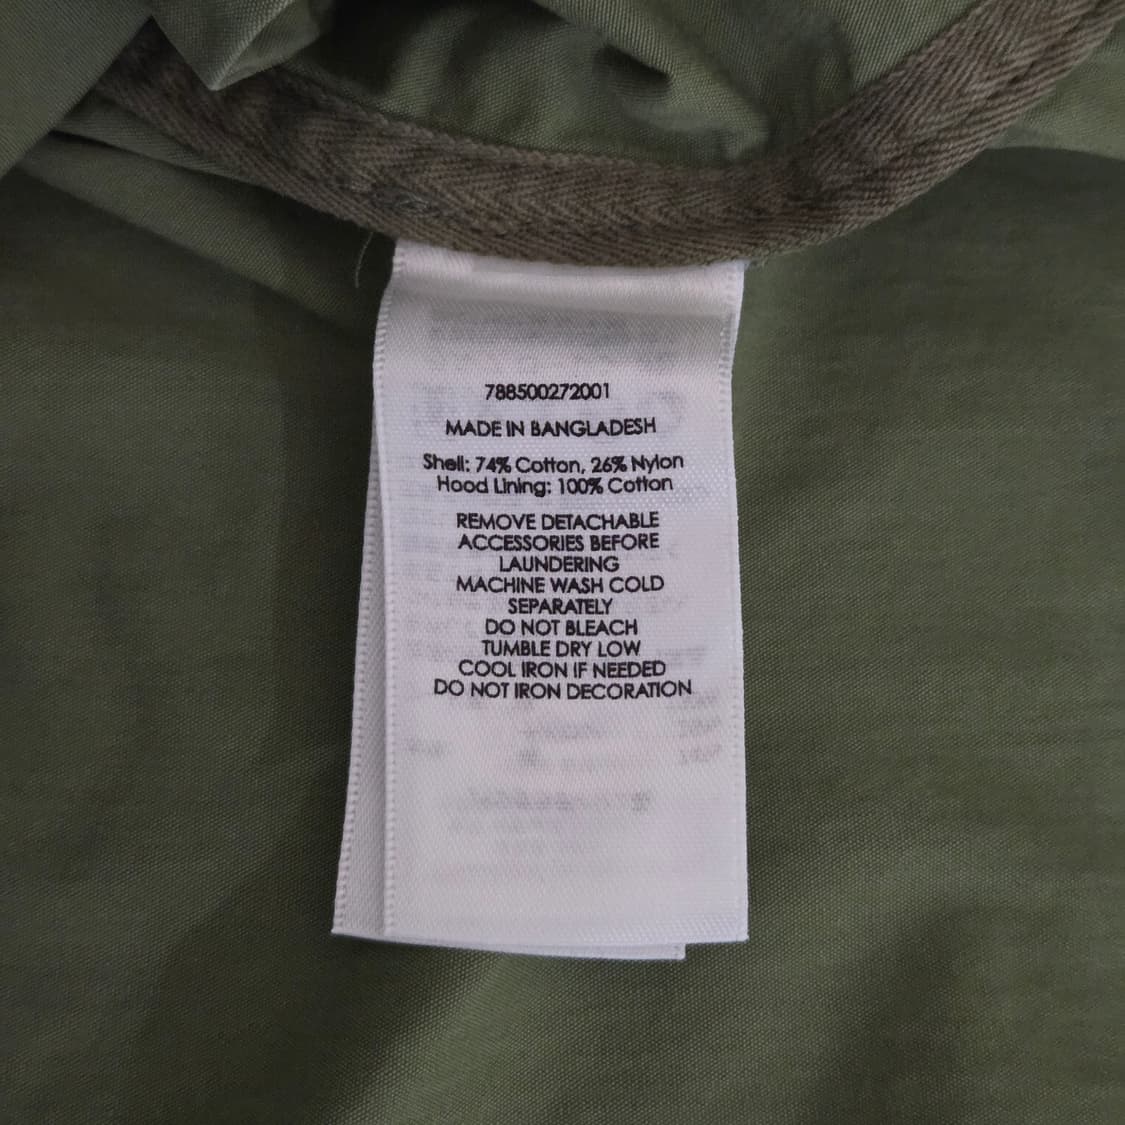 788500272001
MADE IN BANGLADESH
Shell: 74% Cotton, 26% Nylon
Hood Lining: 100% Cotton
REMOVE DETACHABLE
ACCESSORIES BEFORE
LAUNDERING
MACHINE WASH COLD
SEPARATELY
DO NOT BLEACH
TUMBLE DRY LOW
COOL IRON IF NEEDED
DO NOT IRON DECORATION